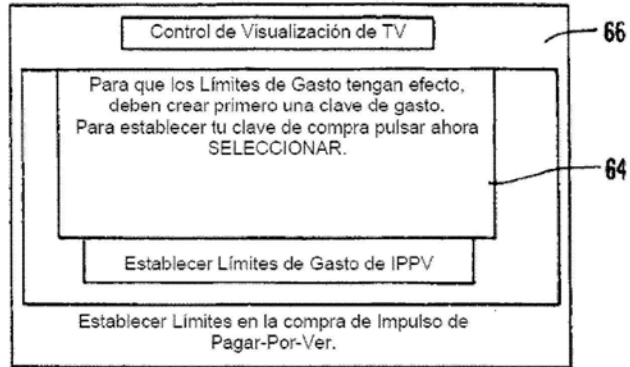 Control de Visualización de TV
66
Para que los Límites de Gasto tengan efecto,
deben crear primero una clave de gasto.
Para establecer tu clave de compra pulsar ahora
SELECCIONAR.
64
Establecer Límites de Gasto de IPPV
Establecer Límites en la compra de Impulso de
Pagar-Por-Ver.